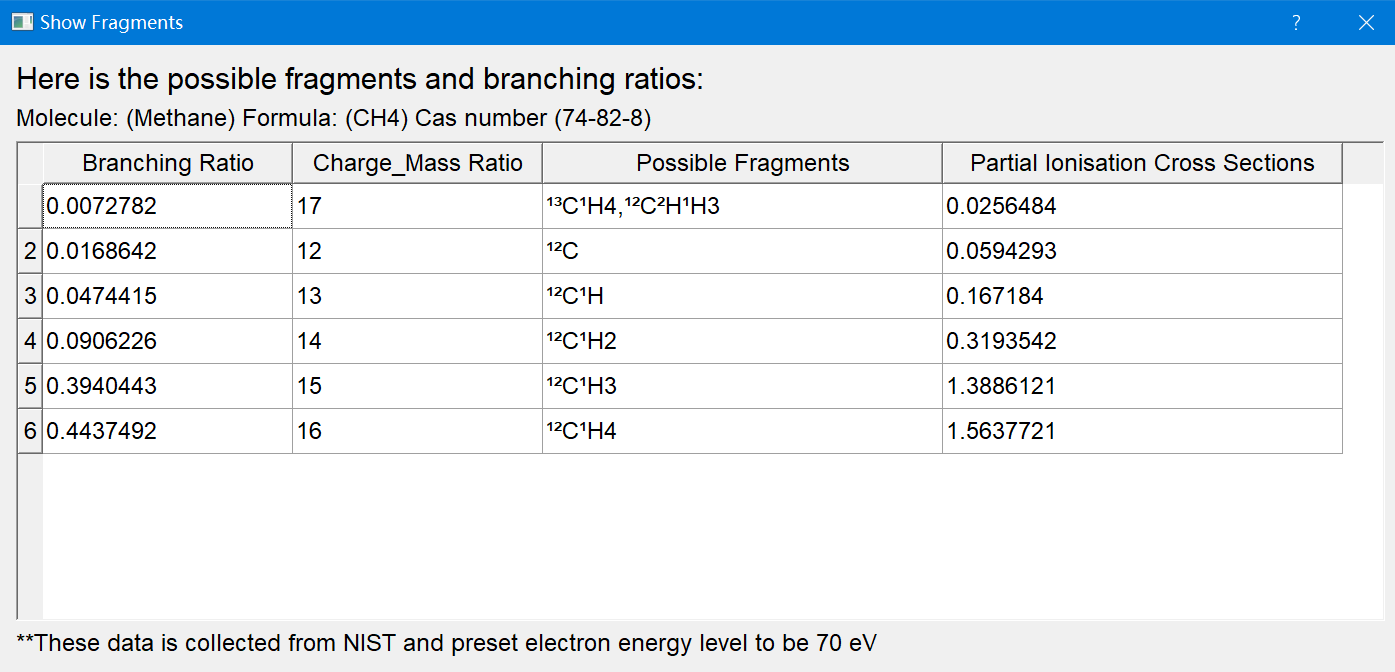 Show Fragments ?
Here is the possible fragments and branching ratios:
Molecule: (Methane) Formula: (CH4) Cas number (74-82-8)
Branching Ratio Charge_Mass Ratio Possible Fragments Partial Ionisation Cross Sections
0.0072782 17 ¹³C¹H4,¹²C²H¹H3 0.0256484
2 0.0168642 12 ¹²C 0.0594293
3 0.0474415 13 ¹²C¹H 0.167184
4 0.0906226 14 ¹²C¹H2 0.3193542
5 0.3940443 15 ¹²C¹H3 1.3886121
6 0.4437492 16 ¹²C¹H4 1.5637721
**These data is collected from NIST and preset electron energy level to be 70 eV